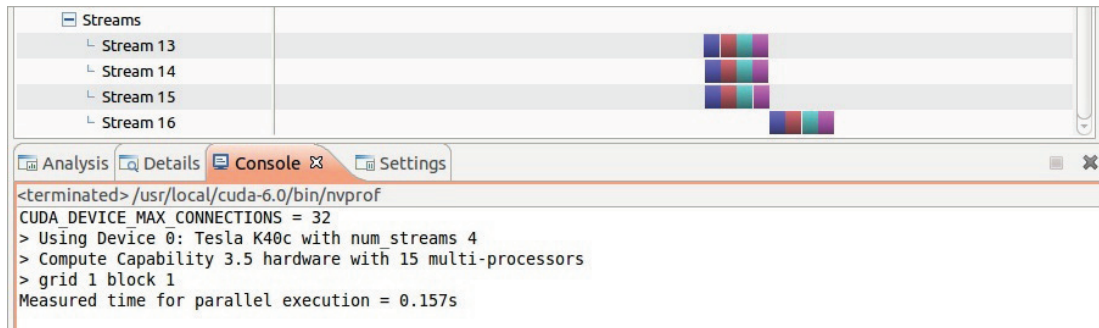 Streams
Stream 13
Stream 14
Stream 15
Stream 16
Analysis Details Console Settings
<terminated> /usr/local/cuda-6.0/bin/nvprof
CUDA_DEVICE_MAX_CONNECTIONS = 32
> Using Device 0: Tesla K40c with num_streams 4
> Compute Capability 3.5 hardware with 15 multi-processors
> grid 1 block 1
Measured time for parallel execution = 0.157s